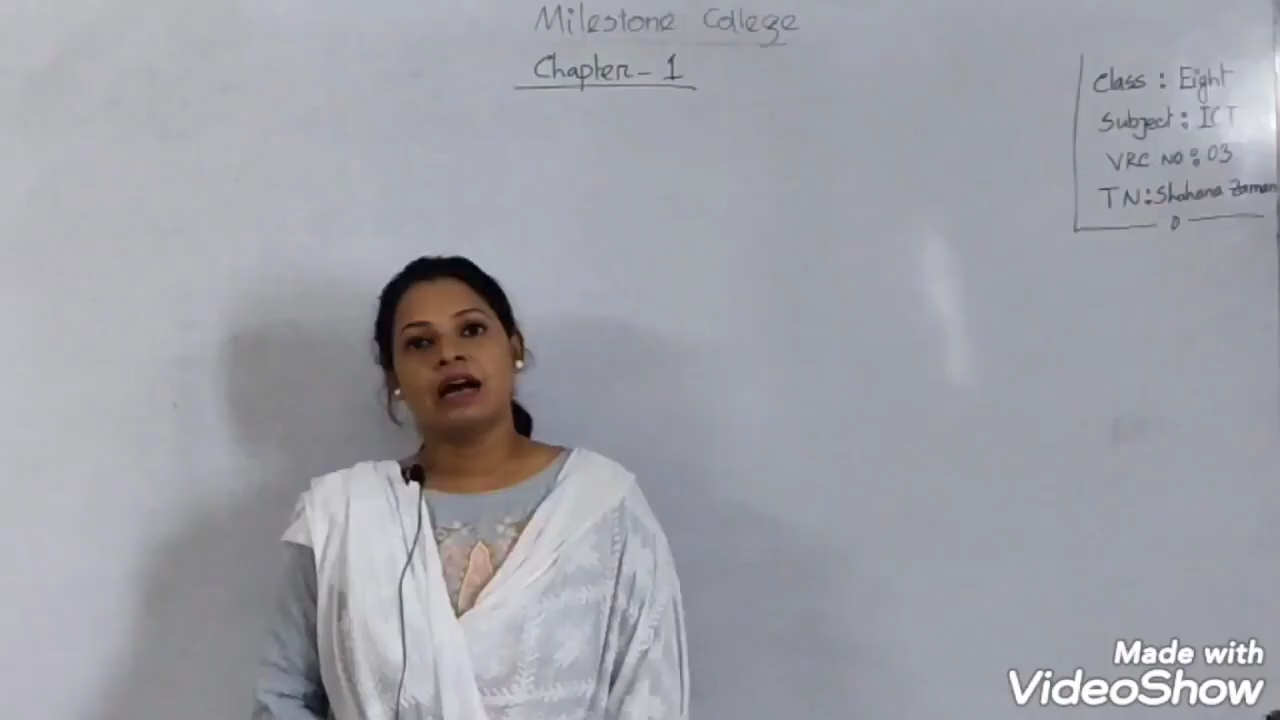 Milestone College
Chapter - 1
Class : Eight
Subject : ICT
VRC NO : 03
TN : Shahana Zaman
Made with
VideoShow